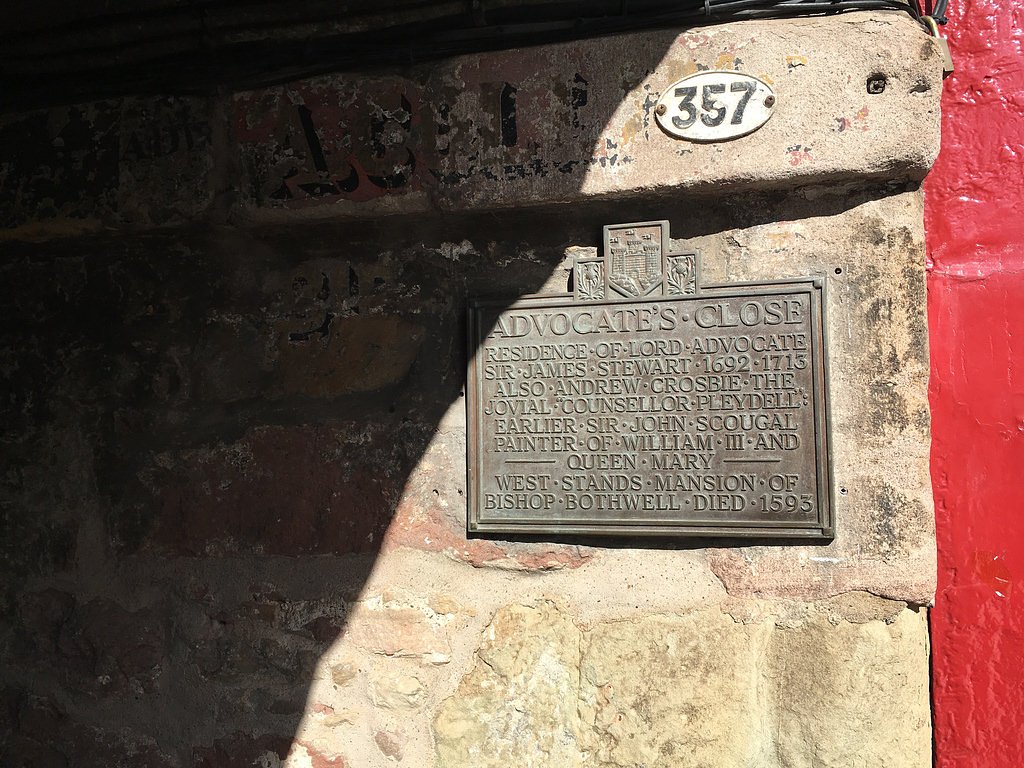 357
ADVOCATE'S · CLOSE
RESIDENCE · OF · LORD · ADVOCATE
SIR · JAMES · STEWART · 1692 · 1713
ALSO · ANDREW · CROSBIE · THE
JOVIAL · "COUNSELLOR · PLEYDELL":
EARLIER · SIR · JOHN · SCOUGAL
PAINTER · OF · WILLIAM · III · AND
QUEEN · MARY
WEST · STANDS · MANSION · OF
BISHOP · BOTHWELL · DIED · 1593